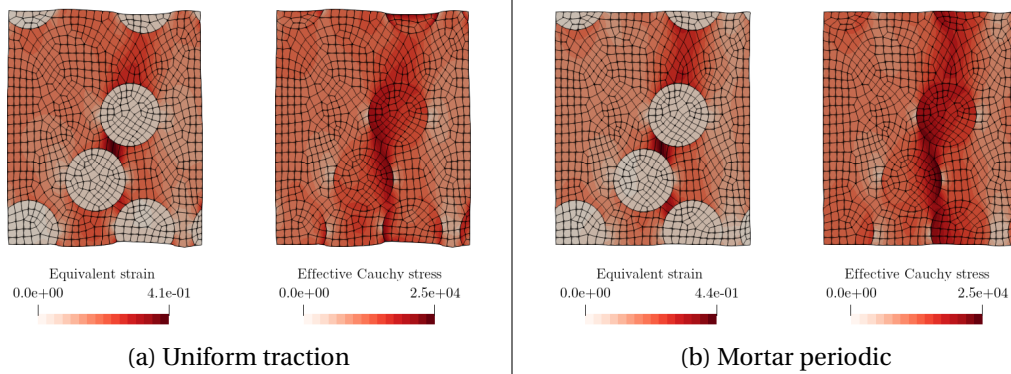 Equivalent strain
0.0e+00 4.1e-01
Effective Cauchy stress
0.0e+00 2.5e+04
(a) Uniform traction
Equivalent strain
0.0e+00 4.4e-01
Effective Cauchy stress
0.0e+00 2.5e+04
(b) Mortar periodic